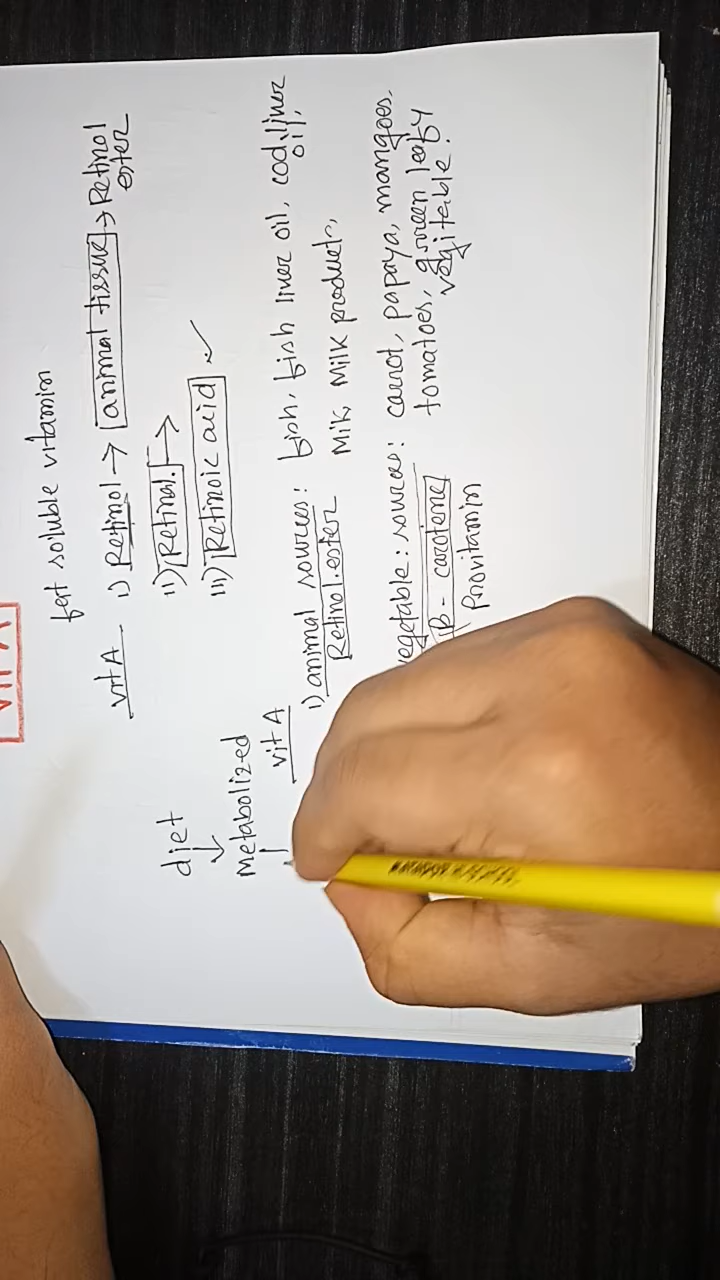 Vit A
fat soluble vitamin
vit A i) Retinol → animal tissue → Retinol
ester
ii) Retinal. →
iii) Retinoic acid ✓
diet
↓
Metabolized
vit A
i) animal sources : fish, fish liver oil, cod liver
oil,
Retinol.ester Milk, Milk products,
egetable: sources : carrot, papaya, mangoes,
tomatoes, green leafy
vegitable.
β- carotene
Provitamin